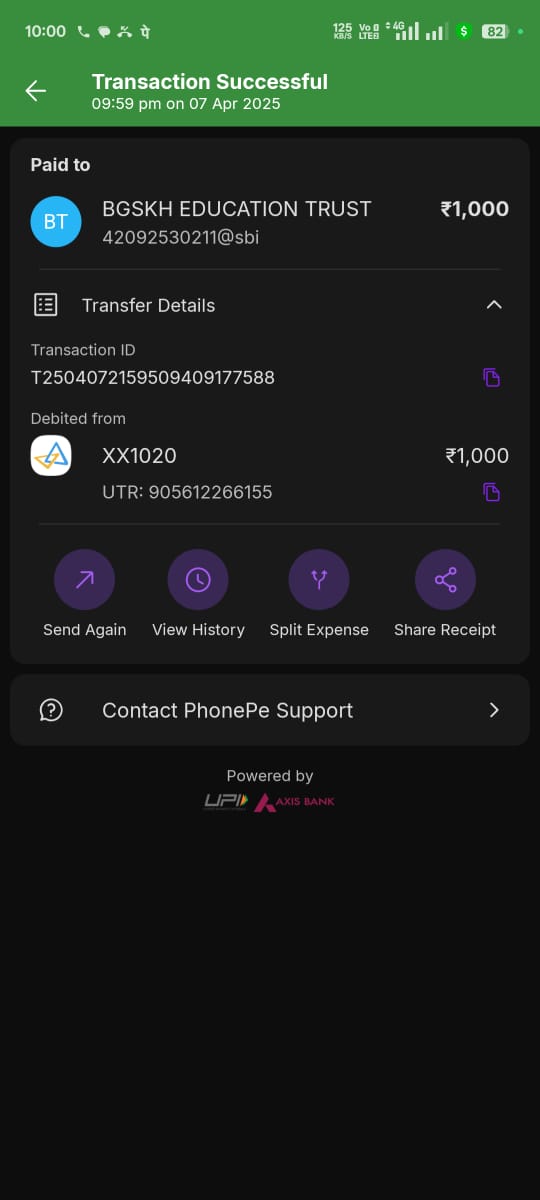 10:00 पे 125 KB/S Vo LTE 4G $ 82
Transaction Successful
09:59 pm on 07 Apr 2025
Paid to
BT BGSKH EDUCATION TRUST ₹1,000
42092530211@sbi
Transfer Details
Transaction ID
T2504072159509409177588
Debited from
XX1020 ₹1,000
UTR: 905612266155
Send Again View History Split Expense Share Receipt
Contact PhonePe Support
Powered by
UPI AXIS BANK